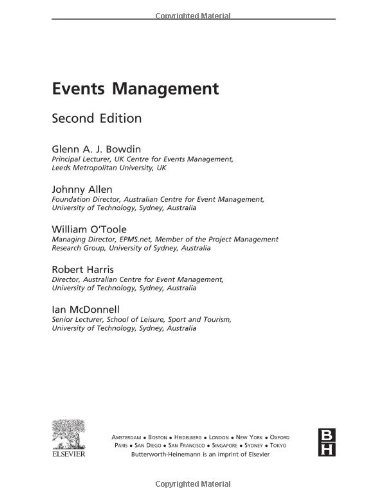 Copyrighted Material
Events Management
Second Edition
Glenn A. J. Bowdin
Principal Lecturer, UK Centre for Events Management,
Leeds Metropolitan University, UK
Johnny Allen
Foundation Director, Australian Centre for Event Management,
University of Technology, Sydney, Australia
William O'Toole
Managing Director, EPMS.net, Member of the Project Management
Research Group, University of Sydney, Australia
Robert Harris
Director, Australian Centre for Event Management,
University of Technology, Sydney, Australia
Ian McDonnell
Senior Lecturer, School of Leisure, Sport and Tourism,
University of Technology, Sydney, Australia
ELSEVIER
AMSTERDAM • BOSTON • HEIDELBERG • LONDON • NEW YORK • OXFORD
PARIS • SAN DIEGO • SAN FRANCISCO • SINGAPORE • SYDNEY • TOKYO
Butterworth-Heinemann is an imprint of Elsevier
B
H
Copyrighted Material